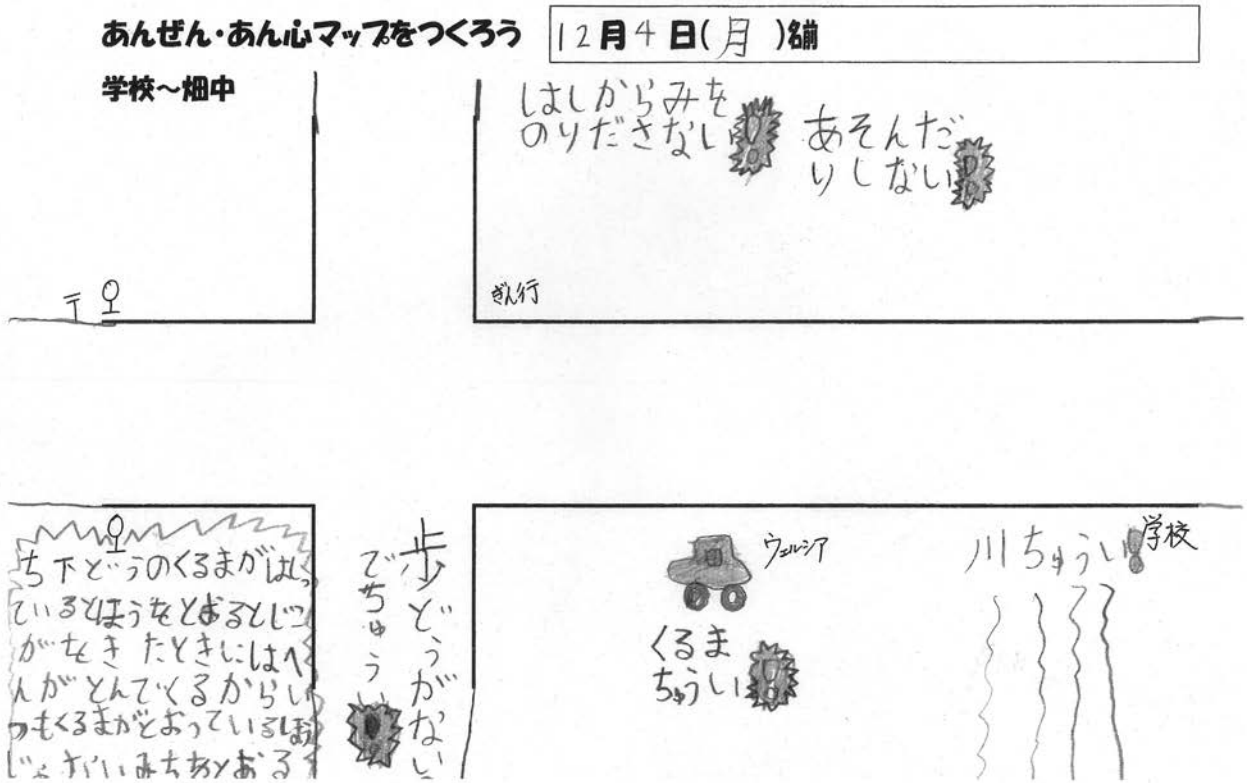 あんぜん・あん心マップをつくろう
12月4日(月)名前
学校～畑中
はしからみを
のりださない!
あそんだ
りしない!
〒
ぎん行
ち下どうのくるまがはしっ
ているほうをとおるとじこ
がおきたときにはへ
んがとんでくるから
つもくるまがとおっているほう
歩どうがない
でちゅう
ウェルシア
くるま
ちゅうい!
川ちゅうい!
学校